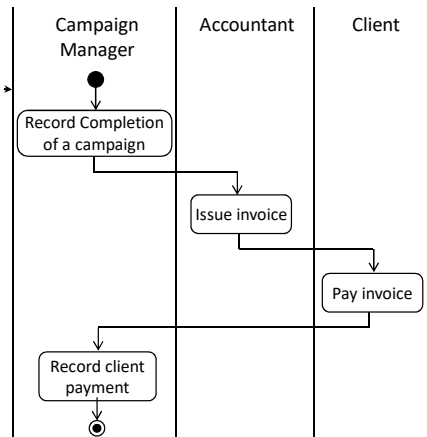 Campaign
Manager
Accountant
Client
Record Completion
of a campaign
Issue invoice
Pay invoice
Record client
payment